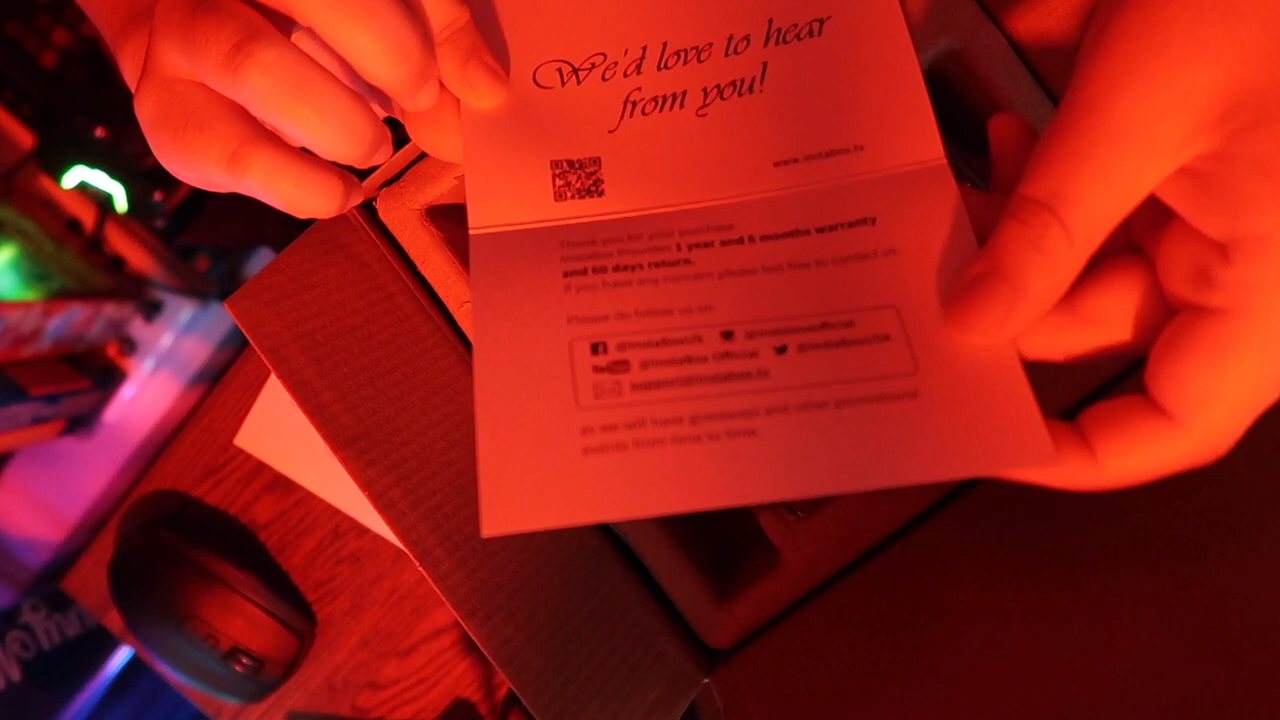 We'd love to hear
from you!
www.instabox.tv
Thank you for your purchase
InstaBox Provides 1 year and 6 months warranty
and 60 days return.
if you have any concern please feel free to contact us
Please do follow us on
@InstaBoxUS
@InstaBox Official
support@instabox.tv
as we will have giveaways and other promotional
events from time to time